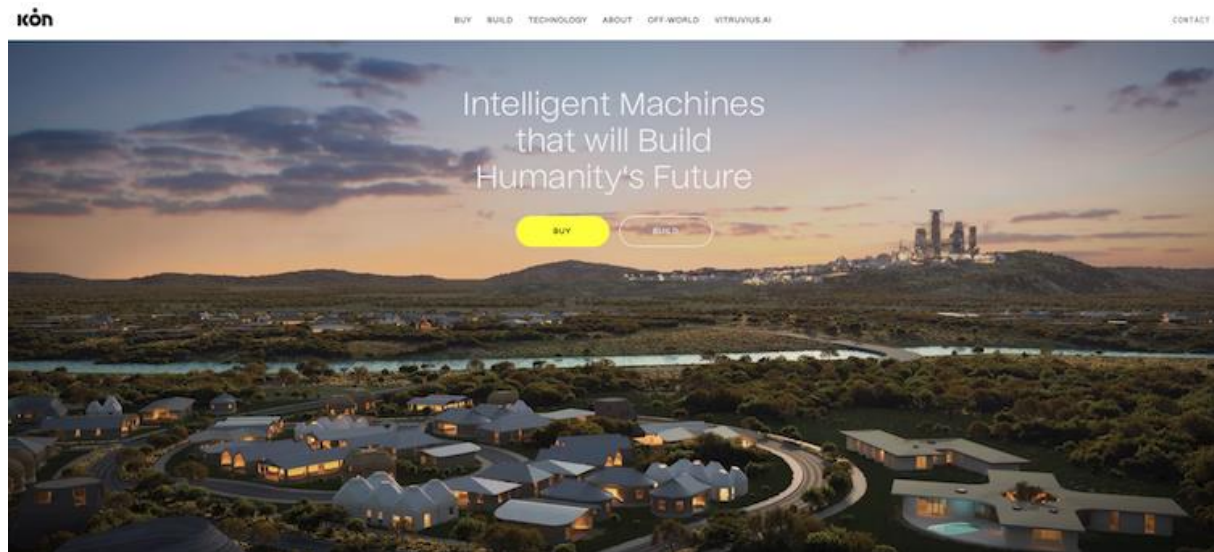 ICON
BUY BUILD TECHNOLOGY ABOUT OFF-WORLD VITRUVIUS.AI CONTACT
Intelligent Machines
that will Build
Humanity's Future
BUY BUILD